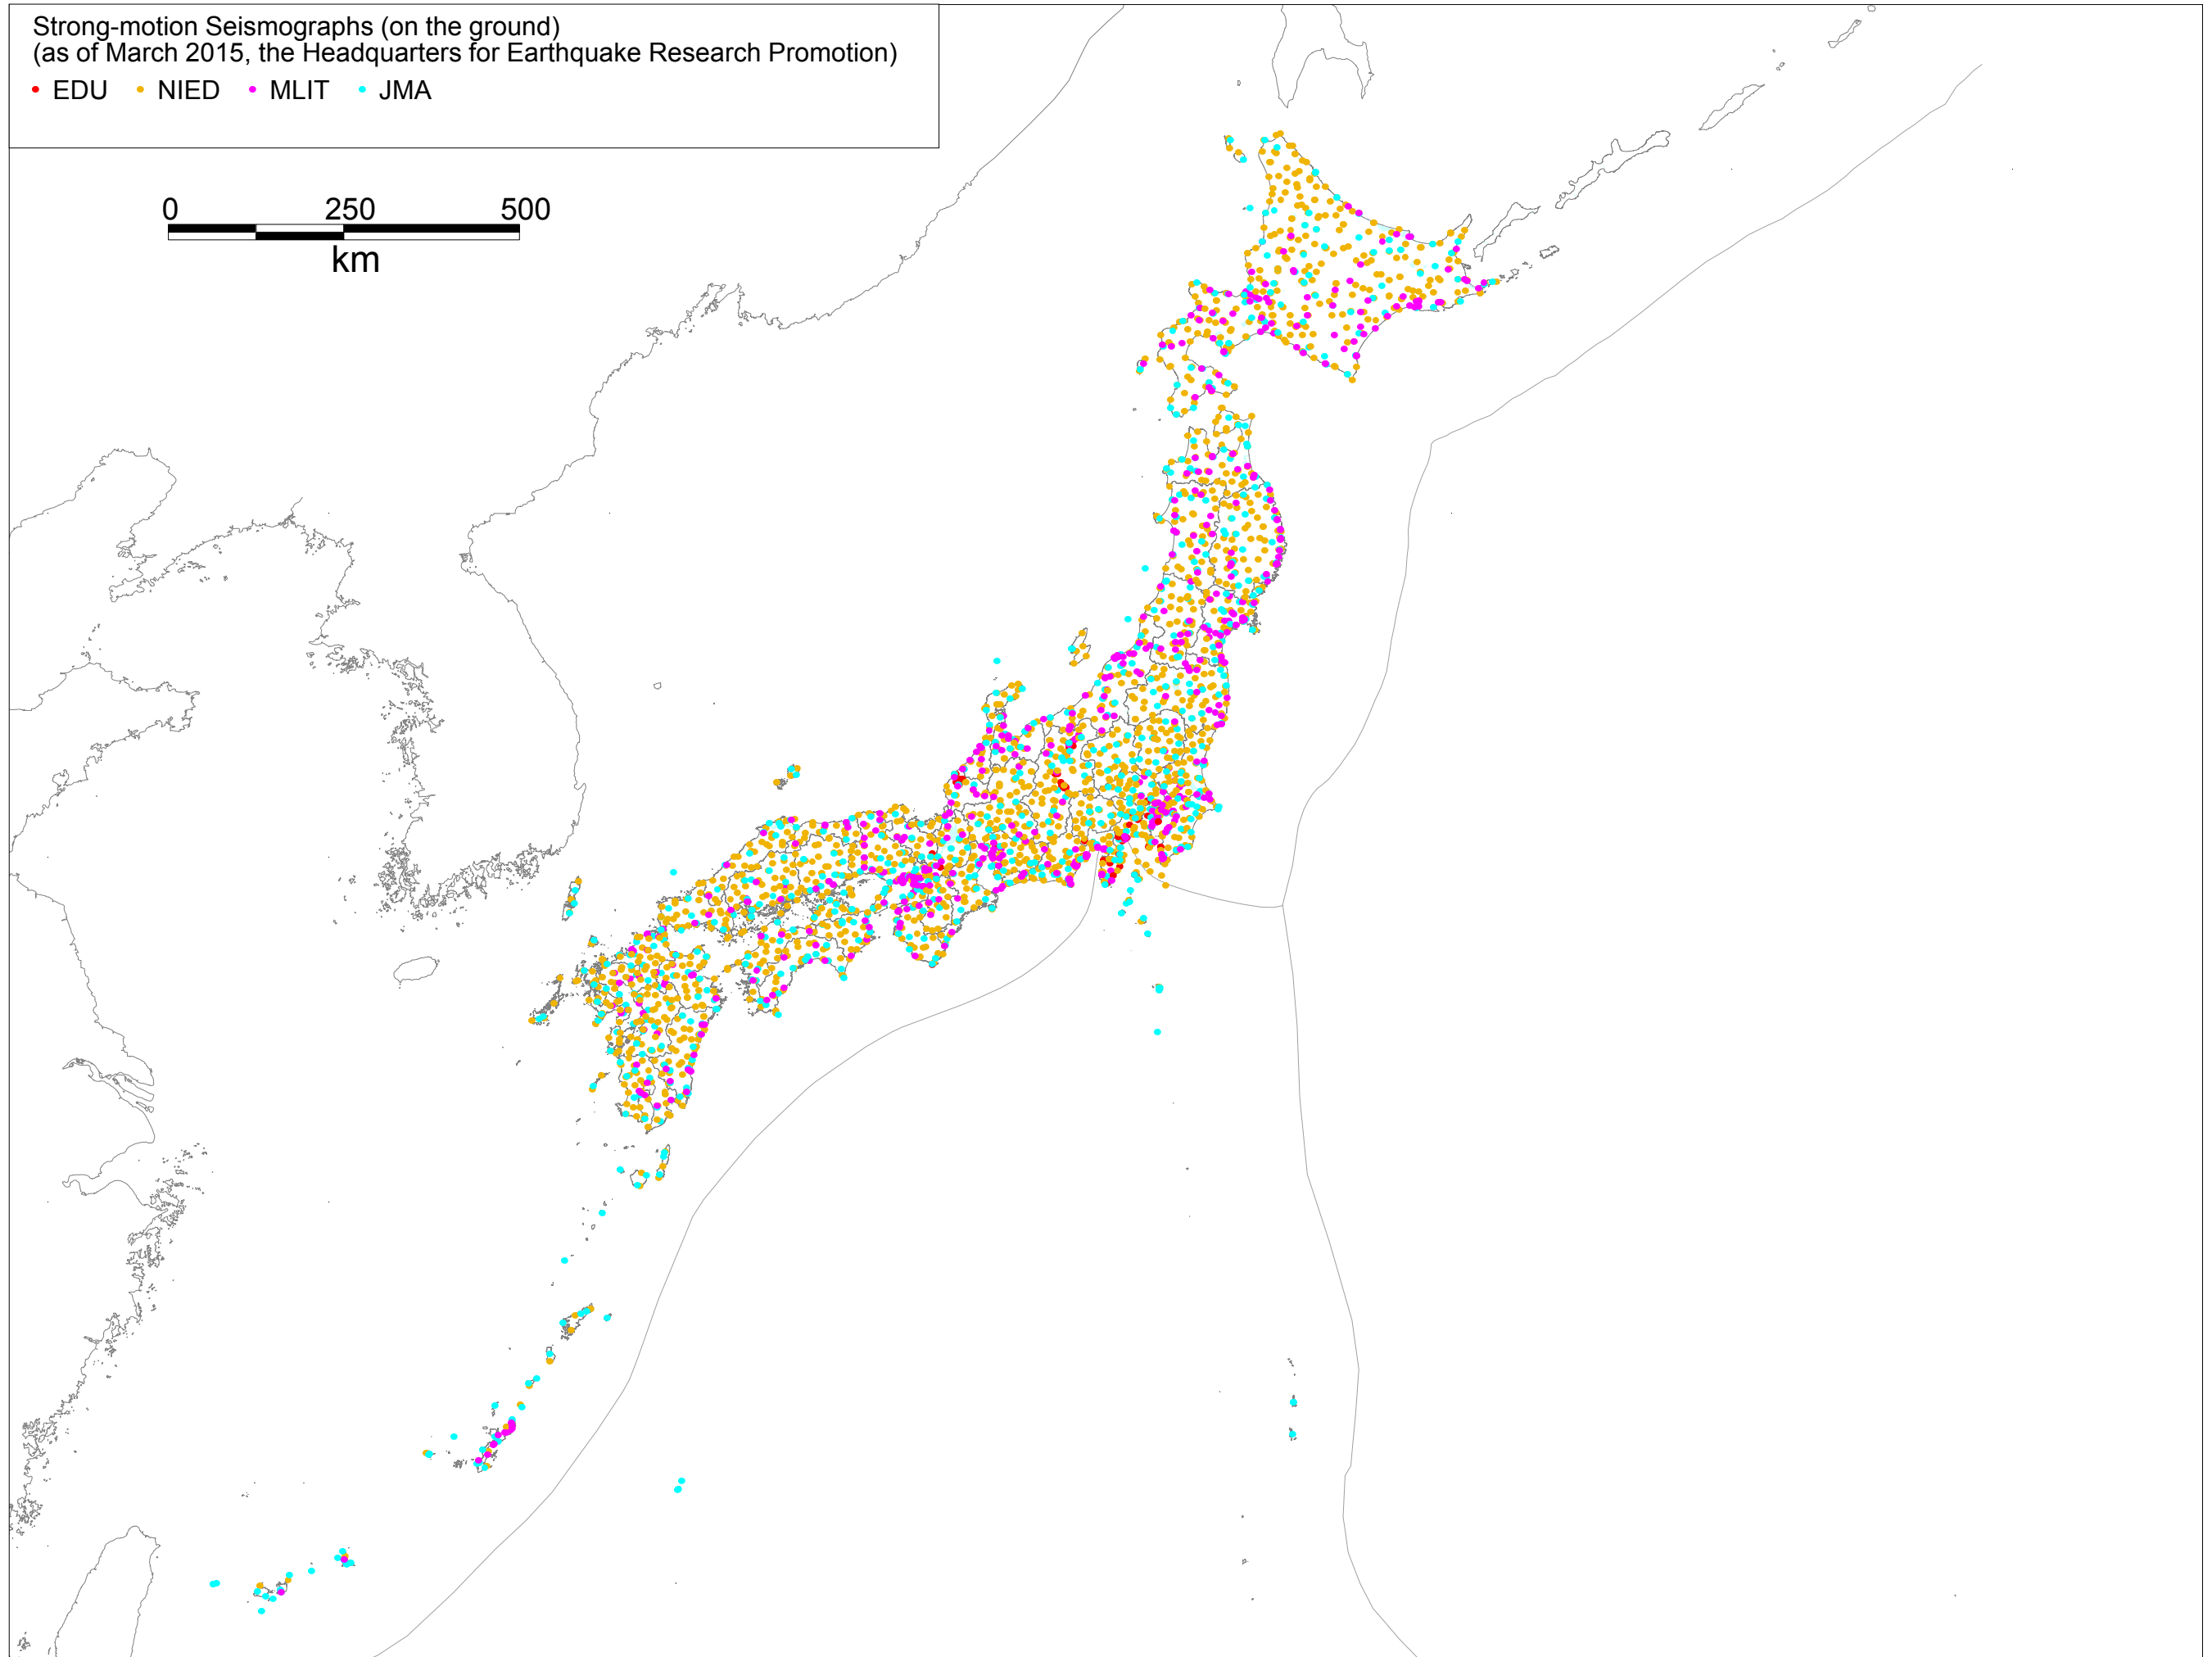 Strong-motion Seismographs (on the ground)
(as of March 2015, the Headquarters for Earthquake Research Promotion)
EDU NIED MLIT JMA
0 250 500
km